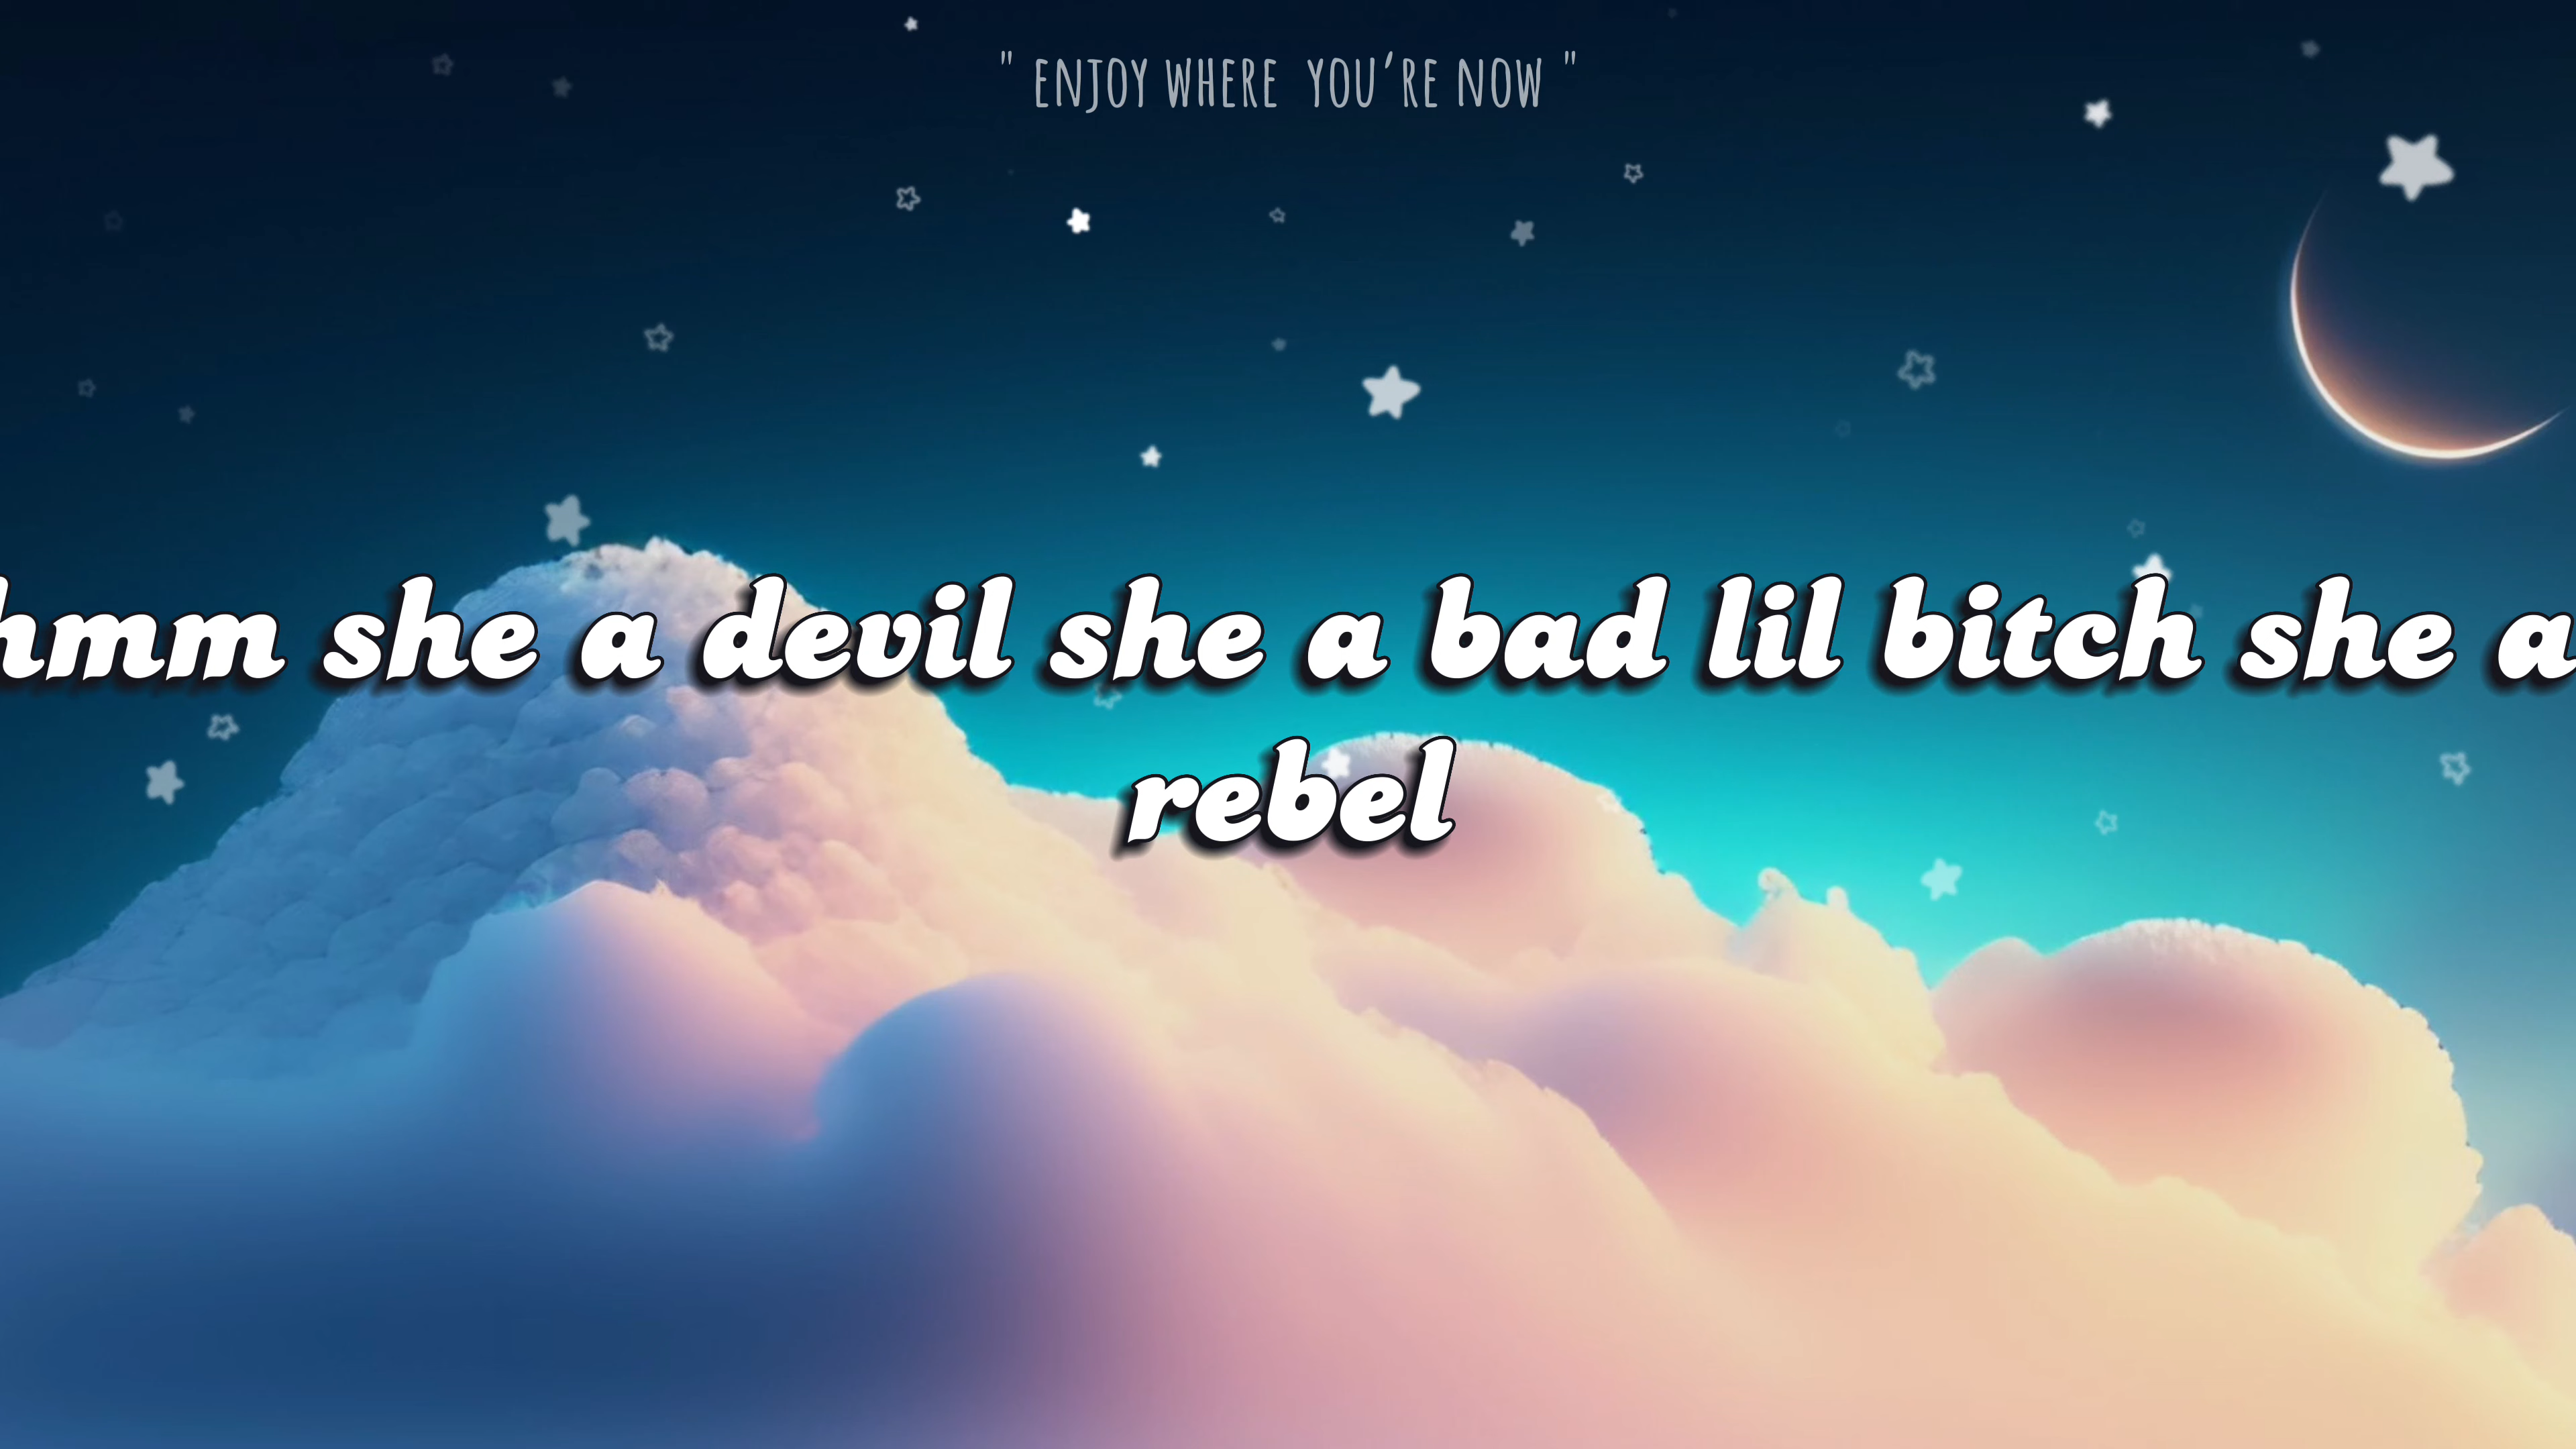 " ENJOY WHERE YOU'RE NOW "
hmm she a devil she a bad lil bitch she a
rebel